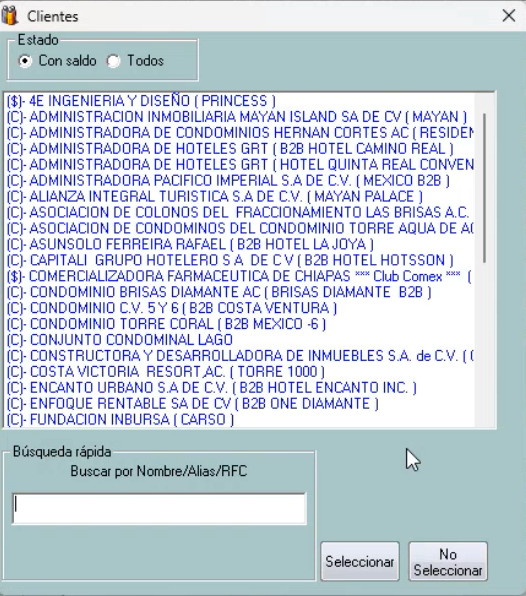 Clientes
Estado
Con saldo
Todos
($)- 4E INGENIERIA Y DISEÑO ( PRINCESS )
(C)- ADMINISTRACION INMOBILIARIA MAYAN ISLAND SA DE CV ( MAYAN )
(C)- ADMINISTRADORA DE CONDOMINIOS HERNAN CORTES AC ( RESIDEN
(C)- ADMINISTRADORA DE HOTELES GRT ( B2B HOTEL CAMINO REAL )
(C)- ADMINISTRADORA DE HOTELES GRT ( HOTEL QUINTA REAL CONVEN
(C)- ADMINISTRADORA PACIFICO IMPERIAL S.A DE C.V. ( MEXICO B2B )
(C)- ALIANZA INTEGRAL TURISTICA S.A DE C.V. ( MAYAN PALACE )
(C)- ASOCIACION DE COLONOS DEL  FRACCIONAMIENTO LAS BRISAS A.C.
(C)- ASOCIACION DE CONDOMINOS DEL CONDOMINIO TORRE AQUA DE A(
(C)- ASUNSOLO FERREIRA RAFAEL ( B2B HOTEL LA JOYA )
(C)- CAPITALI  GRUPO HOTELERO S A  DE C V ( B2B HOTEL HOTSSON )
($)- COMERCIALIZADORA FARMACEUTICA DE CHIAPAS *** Club Comex ***  (
(C)- CONDOMINIO BRISAS DIAMANTE AC ( BRISAS DIAMANTE  B2B )
(C)- CONDOMINIO C.V. 5 Y 6 ( B2B COSTA VENTURA )
(C)- CONDOMINIO TORRE CORAL ( B2B MEXICO -6 )
(C)- CONJUNTO CONDOMINAL LAGO
(C)- CONSTRUCTORA Y DESARROLLADORA DE INMUEBLES S.A. de C.V. ( C
(C)- COSTA VICTORIA  RESORT,AC. ( TORRE 1000 )
(C)- ENCANTO URBANO S.A DE C.V. ( B2B HOTEL ENCANTO INC. )
(C)- ENFOQUE RENTABLE SA DE CV ( B2B ONE DIAMANTE )
(C)- FUNDACION INBURSA ( CARSO )
Búsqueda rápida
Buscar por Nombre/Alias/RFC
Seleccionar
No
Seleccionar